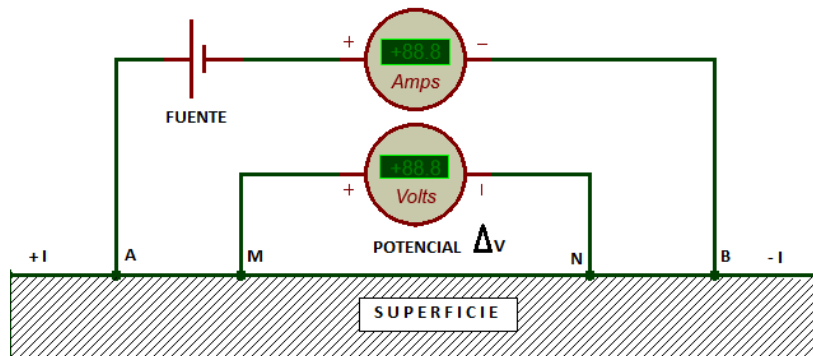 + -
+88.8
Amps
FUENTE
+88.8
+ I
Volts
POTENCIAL ΔV
+ I A M N B - I
SUPERFICIE